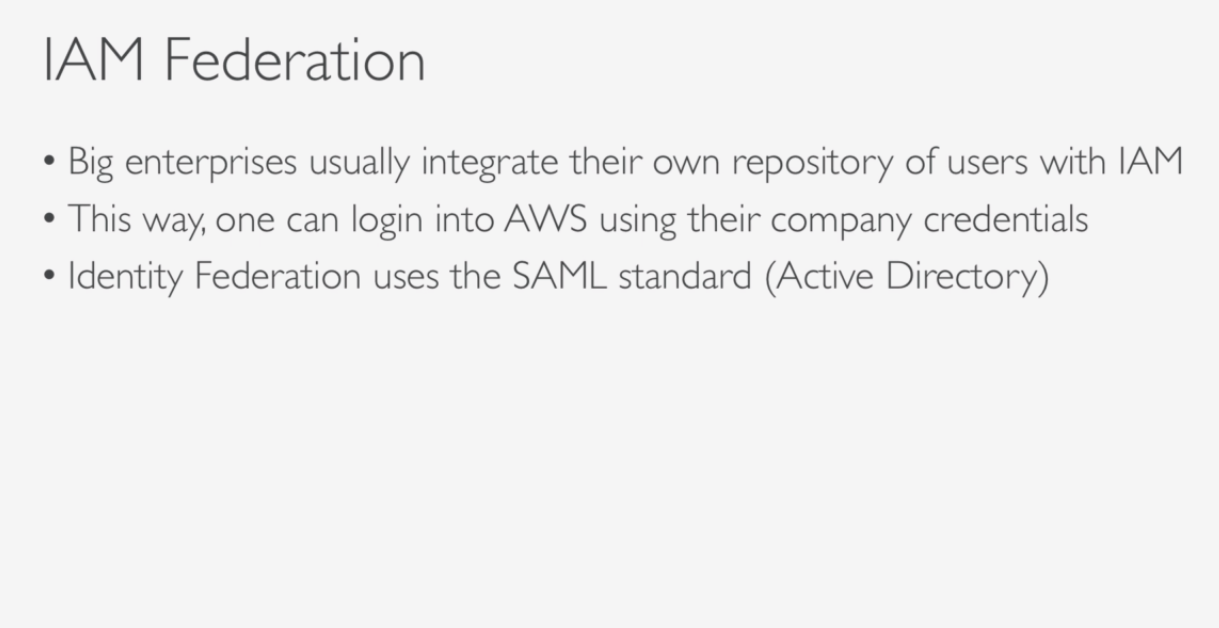 IAM Federation
• Big enterprises usually integrate their own repository of users with IAM
• This way, one can login into AWS using their company credentials
• Identity Federation uses the SAML standard (Active Directory)